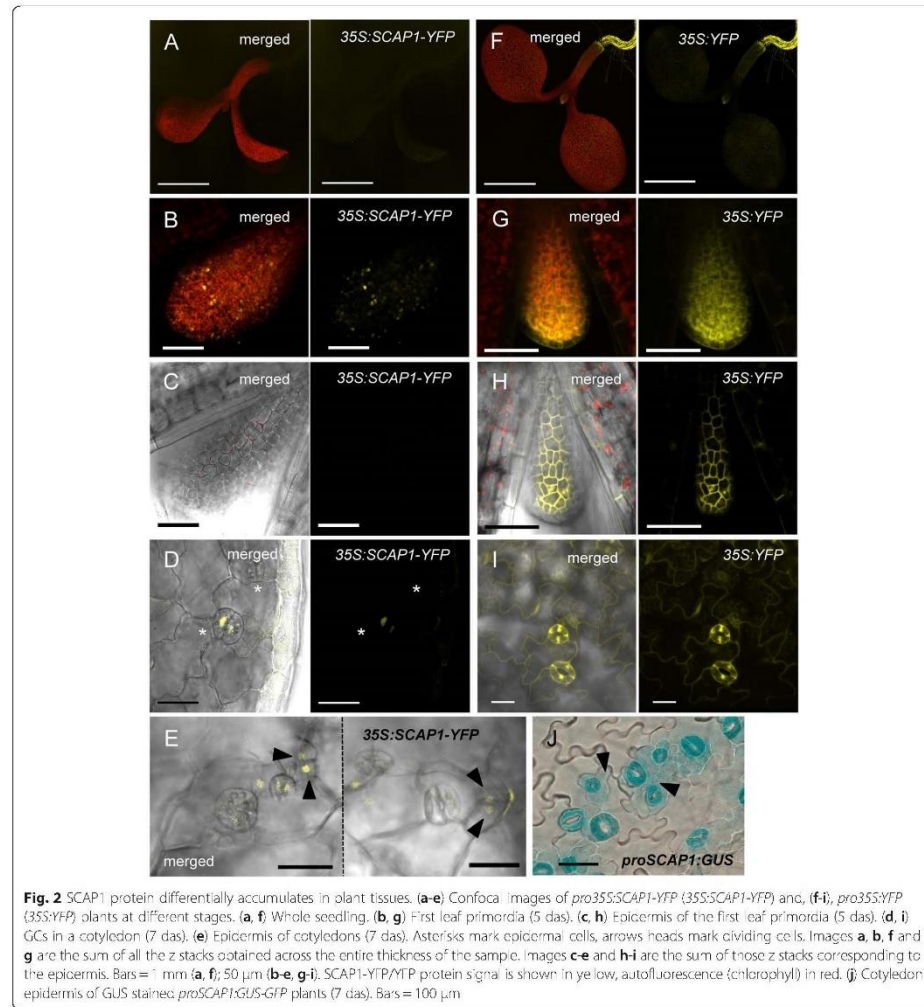 A merged 35S:SCAP1-YFP F merged 35S:YFP
B merged 35S:SCAP1-YFP G merged 35S:YFP
C merged 35S:SCAP1-YFP H merged 35S:YFP
D merged 35S:SCAP1-YFP I merged 35S:YFP
* * * *
E 35S:SCAP1-YFP J
merged proSCAP1:GUS
Fig. 2 SCAP1 protein differentially accumulates in plant tissues. (a-e) Confocal images of pro35S:SCAP1-YFP (35S:SCAP1-YFP) and, (f-i), pro35S:YFP
(35S:YFP) plants at different stages. (a, f) Whole seedling. (b, g) First leaf primordia (5 das). (c, h) Epidermis of the first leaf primordia (5 das). (d, i)
GCs in a cotyledon (7 das). (e) Epidermis of cotyledons (7 das). Asterisks mark epidermal cells, arrows heads mark dividing cells. Images a, b, f and
g are the sum of all the z stacks obtained across the entire thickness of the sample. Images c-e and h-i are the sum of those z stacks corresponding to
the epidermis. Bars = 1 mm (a, f); 50 μm (b-e, g-i). SCAP1-YFP/YFP protein signal is shown in yellow, autofluorescence (chlorophyll) in red. (j) Cotyledon
epidermis of GUS stained proSCAP1:GUS-GFP plants (7 das). Bars = 100 μm